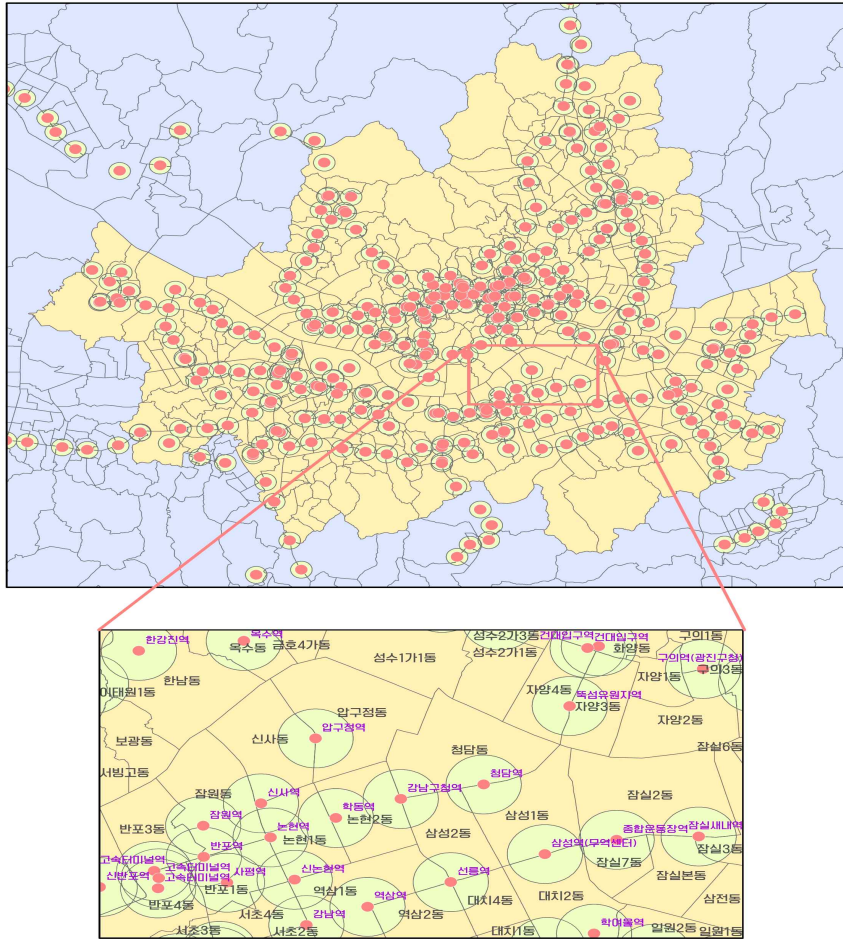 한강진역
옥수역
금호4가동
옥수동
성수2가3동
건대입구역
건대입구역
구의1동
화양동
성수2가1동
성수1가1동
구의역(광진구청)
구의3동
자양1동
한남동
이태원1동
자양4동
뚝섬유원지역
자양3동
자양2동
압구정동
보광동
신사동
압구정역
청담동
잠실6동
서빙고동
청담역
잠원동
신사역
강남구청역
잠실2동
학동역
논현2동
삼성1동
잠원역
반포3동
논현역
논현1동
삼성2동
종합운동장역
잠실새내역
반포역
삼성역(무역센터)
잠실3동
잠실7동
고속터미널역
고속터미널역
고속터미널역
신반포역
사평역
신논현역
선릉역
반포1동
역삼1동
잠실본동
반포4동
역삼역
대치4동
대치2동
삼전동
서초4동
강남역
역삼2동
학여울역
서초3동
서초2동
대치1동
일원2동
일원1동